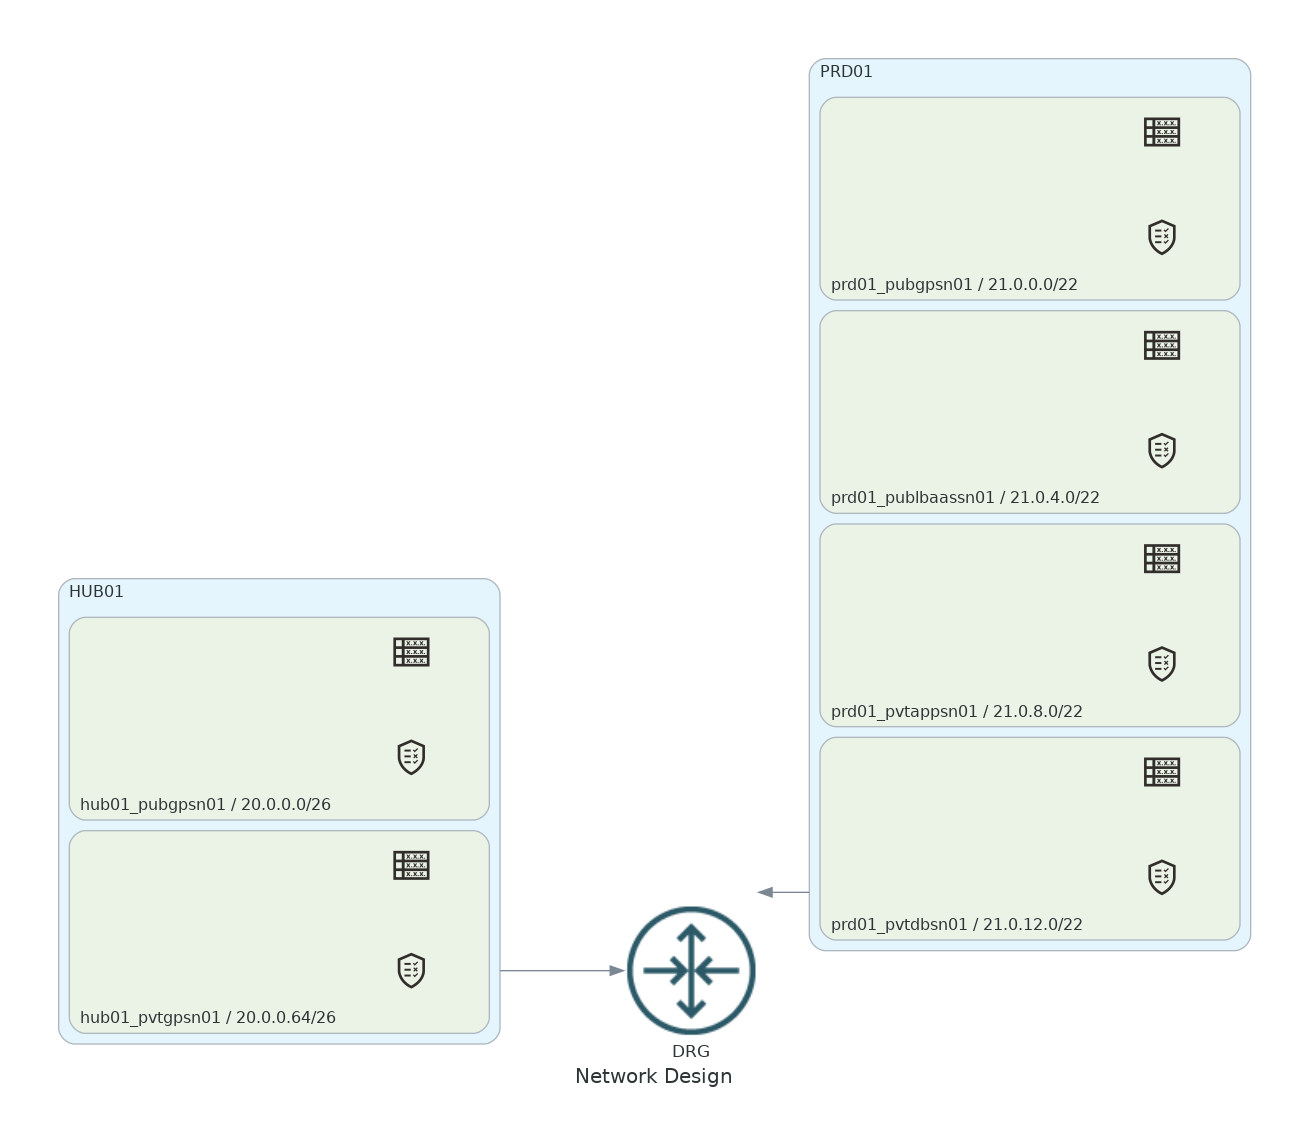 PRD01
prd01_pubgpsn01 / 21.0.0.0/22
prd01_publbaassn01 / 21.0.4.0/22
prd01_pvtappsn01 / 21.0.8.0/22
prd01_pvtdbsn01 / 21.0.12.0/22
HUB01
hub01_pubgpsn01 / 20.0.0.0/26
hub01_pvtgpsn01 / 20.0.0.64/26
DRG
Network Design